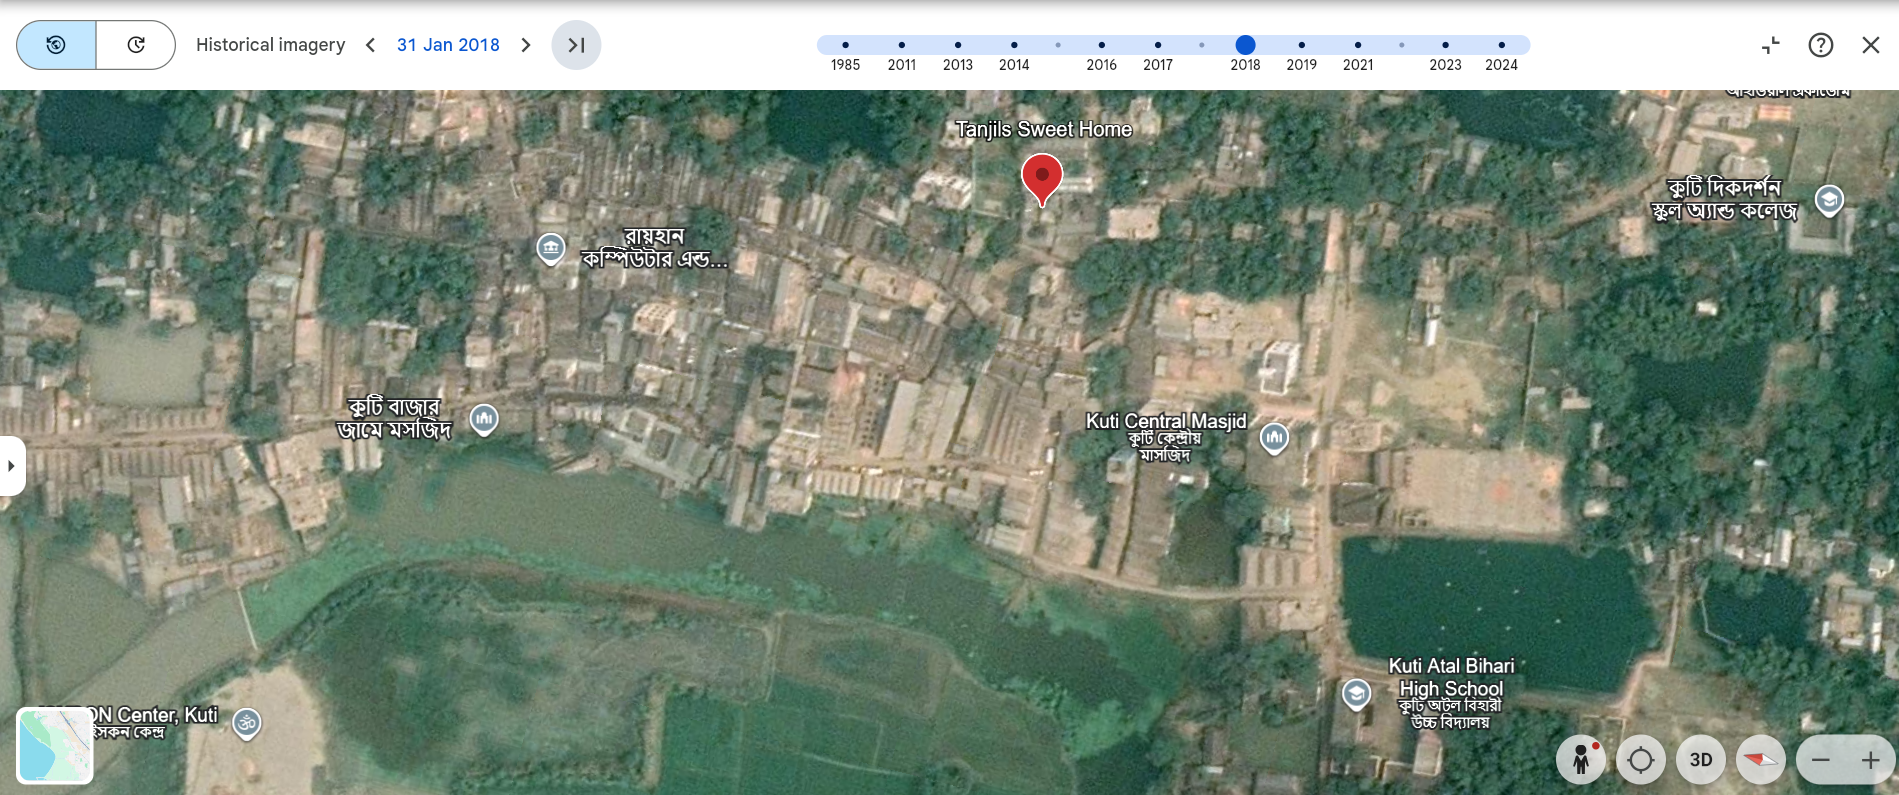 Historical imagery
31 Jan 2018
1985 2011 2013 2014 2016 2017 2018 2019 2021 2023 2024
Tanjils Sweet Home
কুটি দিকদর্শন
স্কুল অ্যান্ড কলেজ
রায়হান
কম্পিউটার এন্ড...
কুটি বাজার
জামে মসজিদ
Kuti Central Masjid
কুটি কেন্দ্রীয়
মসজিদ
Kuti Atal Bihari
High School
কুটি অটল বিহারী
উচ্চ বিদ্যালয়
Center, Kuti
কেন্দ্র
3D